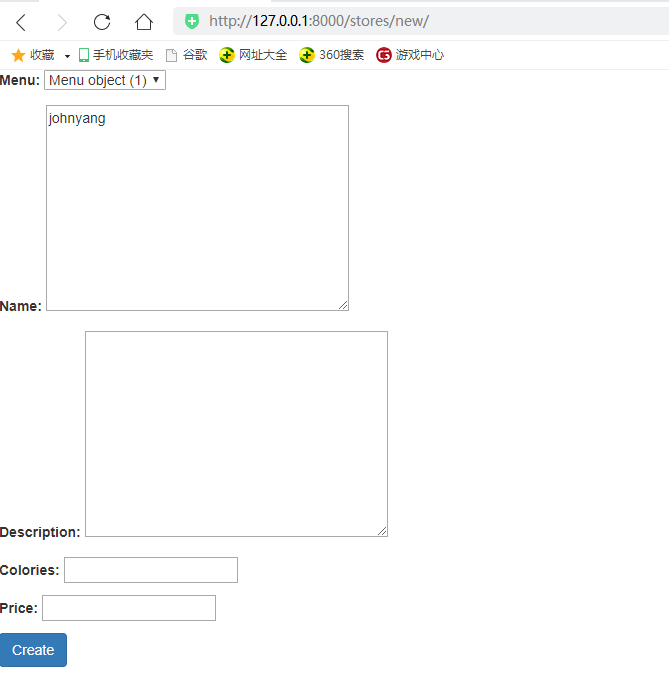 http://127.0.0.1:8000/stores/new/
收藏 手机收藏夹 谷歌 网址大全 360搜索 游戏中心
Menu: Menu object (1)
johnyang
Name:
Description:
Colories:
Price:
Create